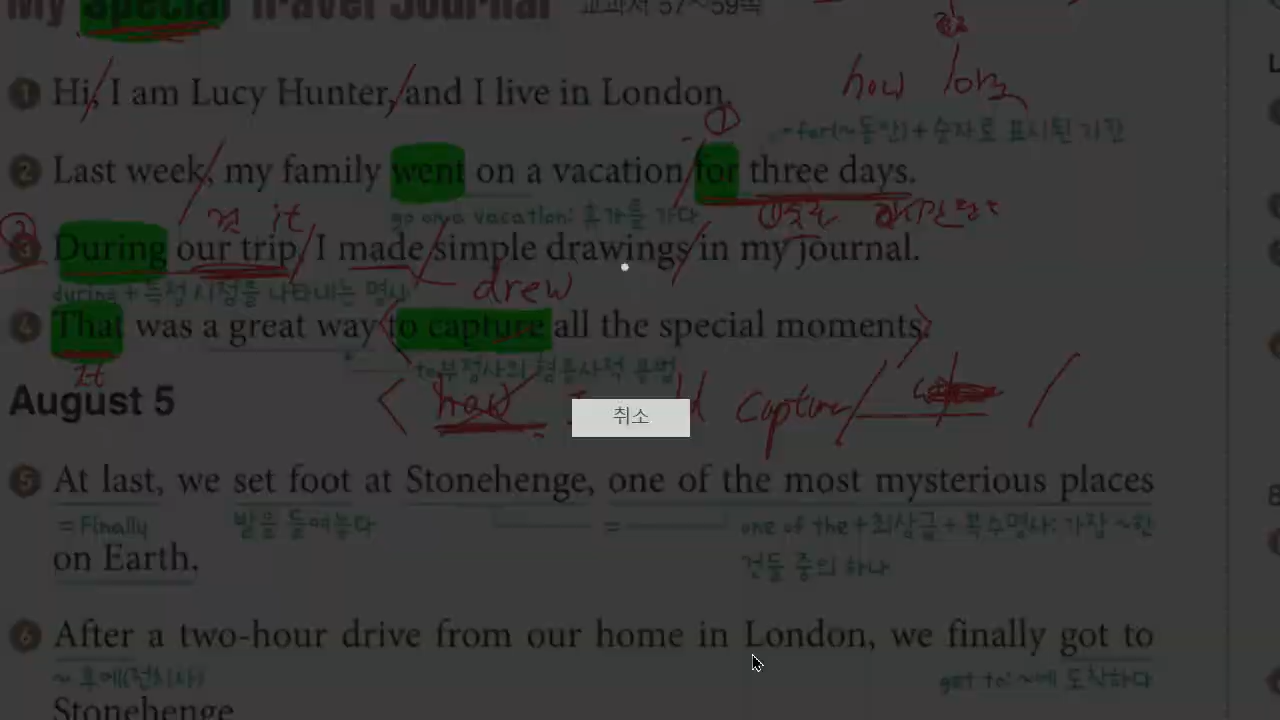 My Special Travel Journal 교과서 57~59쪽
how long
1 Hi, I am Lucy Hunter, and I live in London.
①
~for(~동안)+숫자로 표시된 기간
2 Last week, my family went on a vacation for three days.
it
go on a vacation: 휴가를 가다
3 During our trip, I made simple drawings in my journal.
during+특정 시점을 나타내는 명사
drew
4 That was a great way to capture all the special moments.
It
to부정사의 형용사적 용법
August 5
how
capture
취소
5 At last, we set foot at Stonehenge, one of the most mysterious places
=Finally
발을 들여놓다
=
one of the+최상급+복수명사: 가장 ~한
on Earth.
것들 중의 하나
6 After a two-hour drive from our home in London, we finally got to
~ 후에(전치사)
get to: ~에 도착하다
Stonehenge